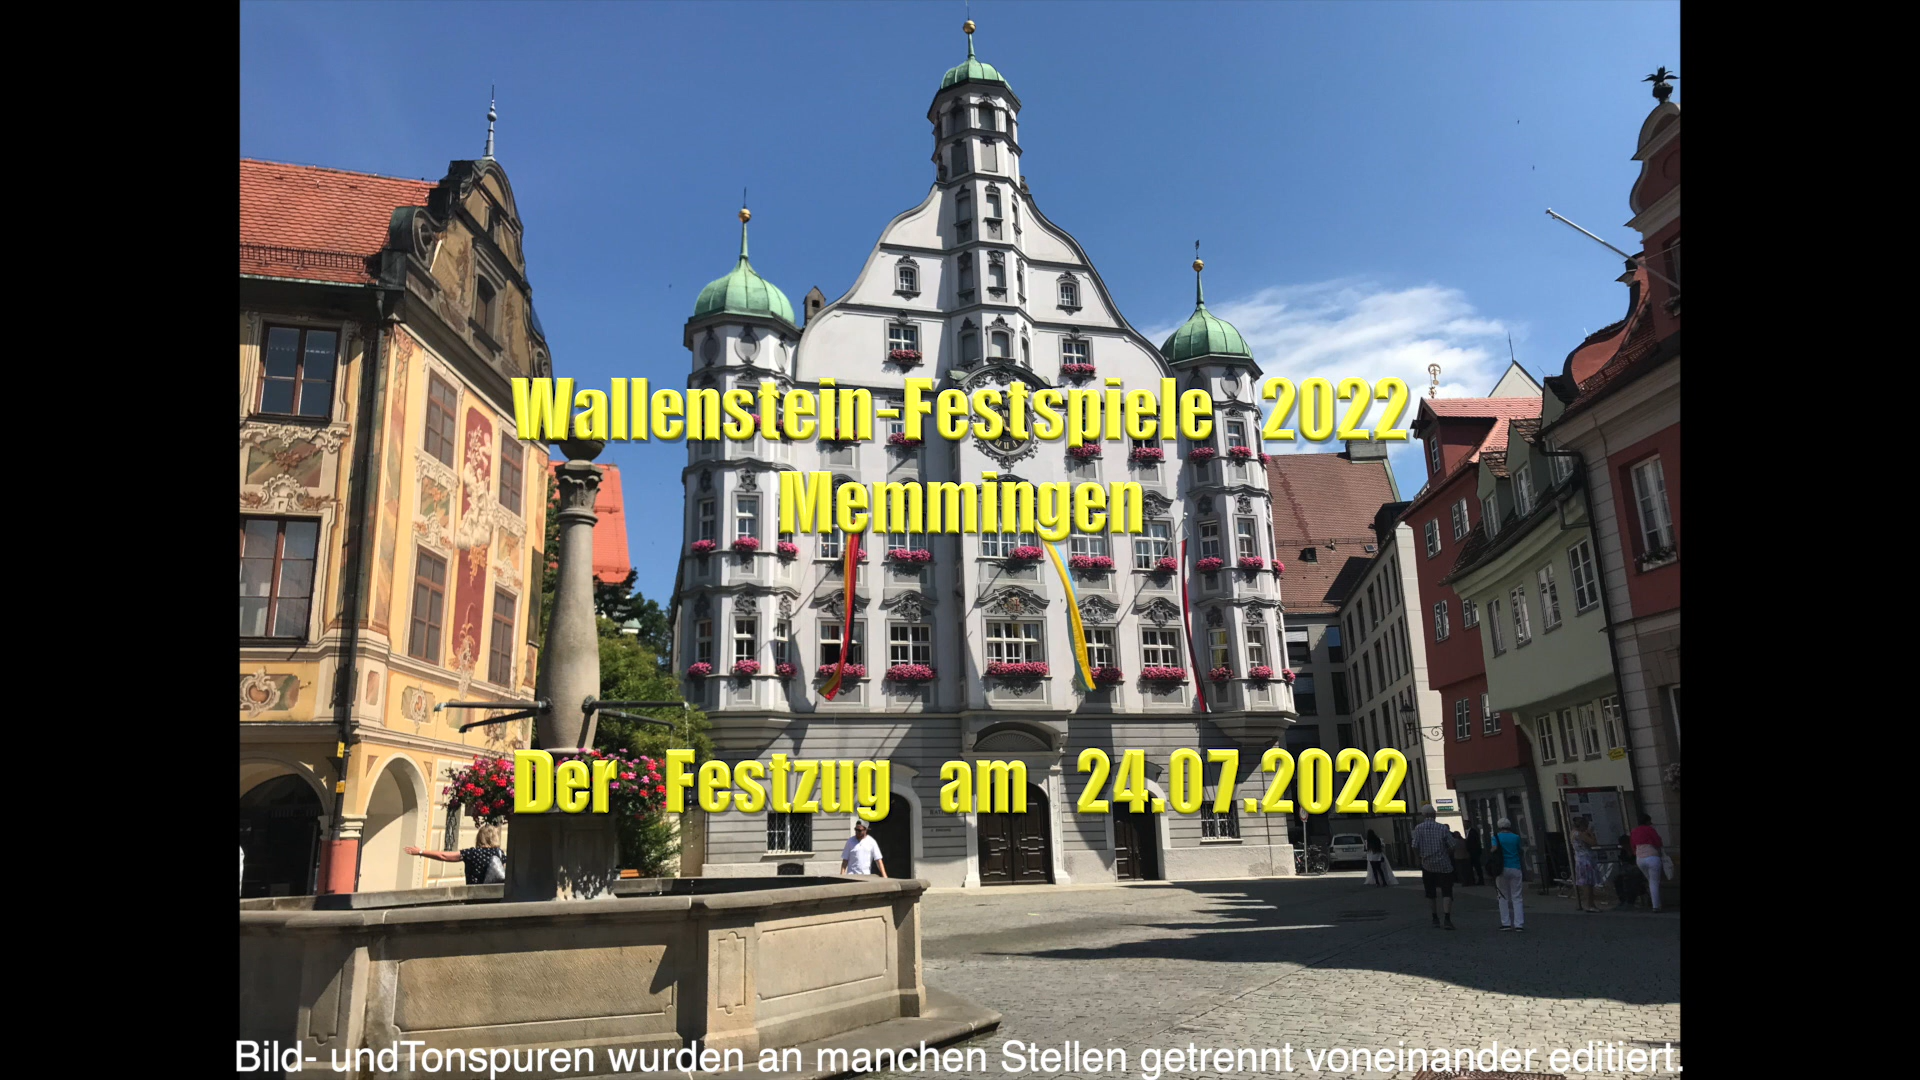 Wallenstein-Festspiele 2022
Memmingen
Der Festzug am 24.07.2022
Bild- undTonspuren wurden an manchen Stellen getrennt voneinander editiert.